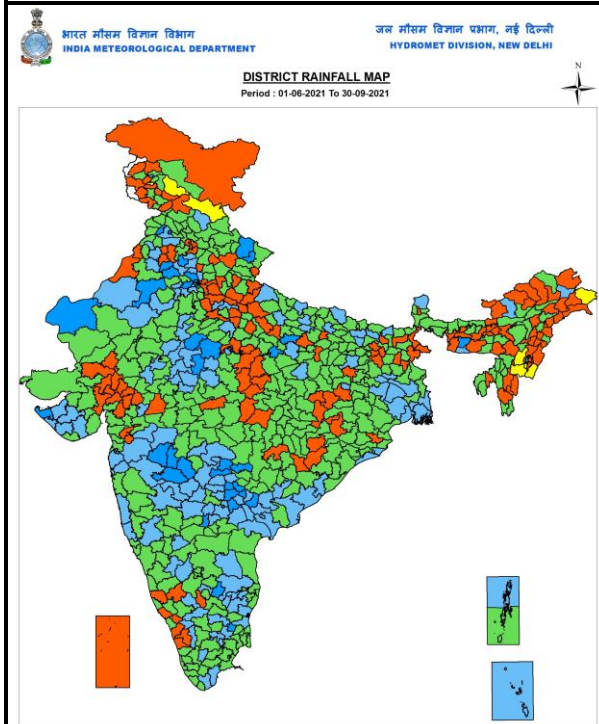 भारत मौसम विज्ञान विभाग
INDIA METEOROLOGICAL DEPARTMENT
जल मौसम विज्ञान प्रभाग, नई दिल्ली
HYDROMET DIVISION, NEW DELHI
DISTRICT RAINFALL MAP
Period : 01-06-2021 To 30-09-2021
N